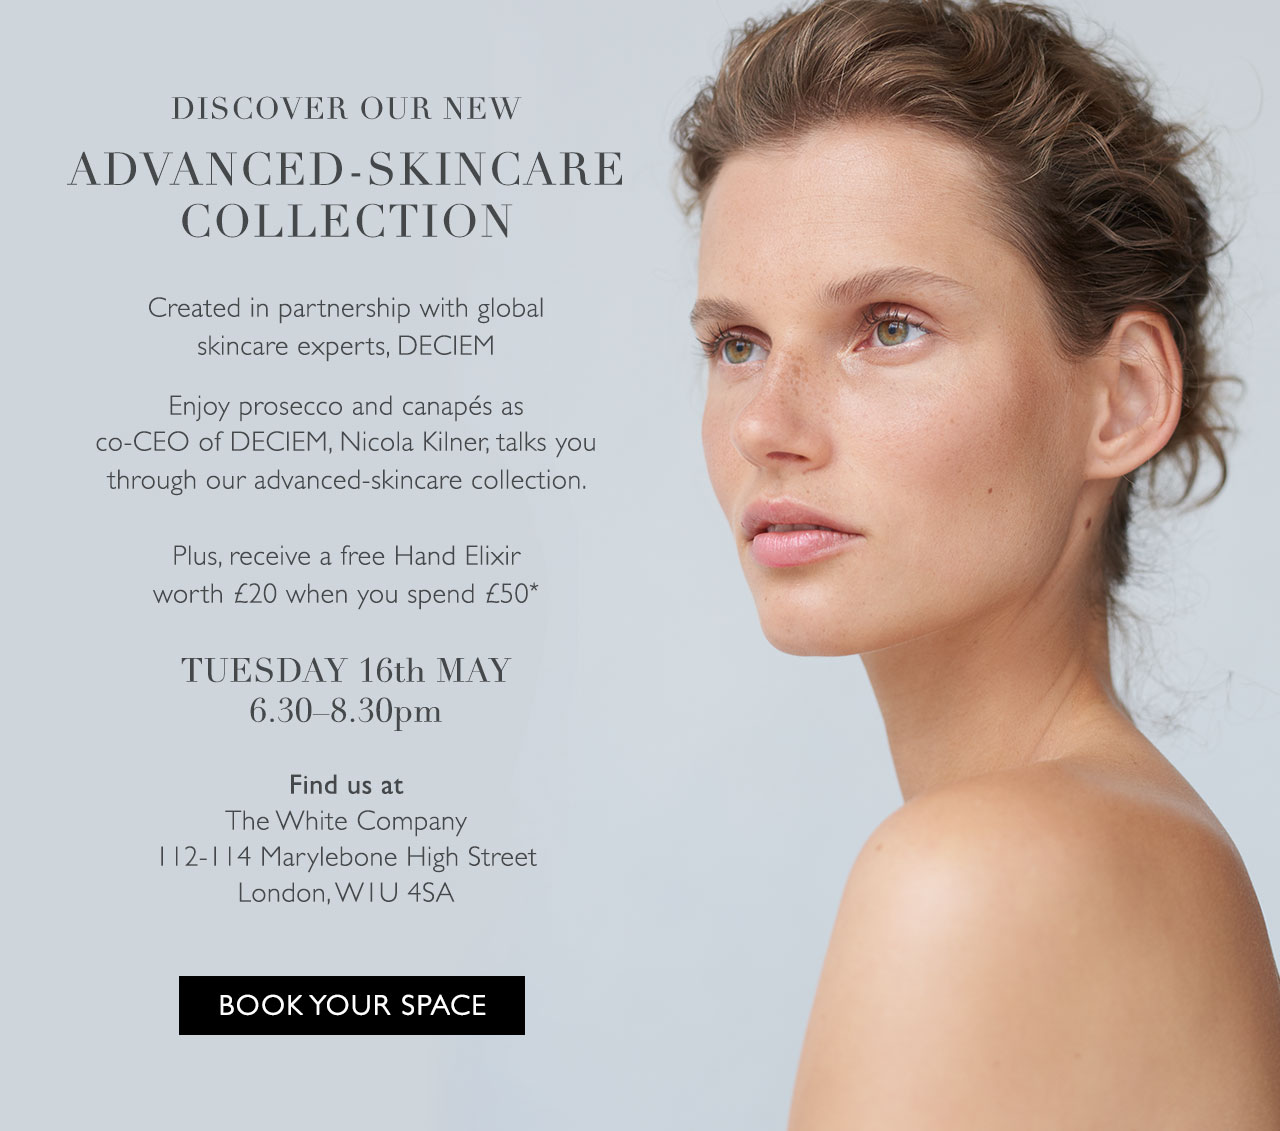 DISCOVER OUR NEW
ADVANCED-SKINCARE
COLLECTION
Created in partnership with global
skincare experts, DECIEM
Enjoy prosecco and canapés as
co-CEO of DECIEM, Nicola Kilner, talks you
through our advanced-skincare collection.
Plus, receive a free Hand Elixir
worth £20 when you spend £50*
TUESDAY 16th MAY
6.30–8.30pm
Find us at
The White Company
112-114 Marylebone High Street
London, W1U 4SA
BOOK YOUR SPACE